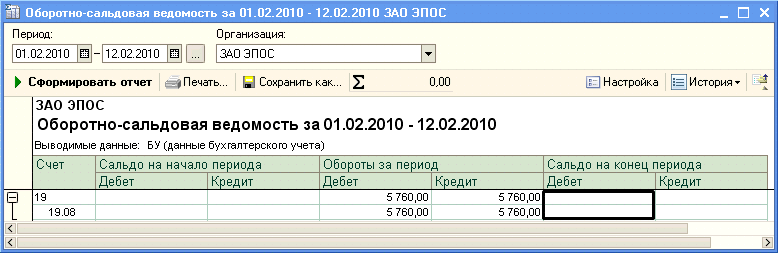 Оборотно-сальдовая ведомость за 01.02.2010 - 12.02.2010 ЗАО ЭПОС
Период: Организация:
01.02.2010 – 12.02.2010 ... ЗАО ЭПОС
Сформировать отчет Печать... Сохранить как... Σ 0,00 Настройка История
ЗАО ЭПОС
Оборотно-сальдовая ведомость за 01.02.2010 - 12.02.2010
Выводимые данные: БУ (данные бухгалтерского учета)
Счет Сальдо на начало периода Обороты за период Сальдо на конец периода
Дебет Кредит Дебет Кредит Дебет Кредит
19 5 760,00 5 760,00
19.08 5 760,00 5 760,00